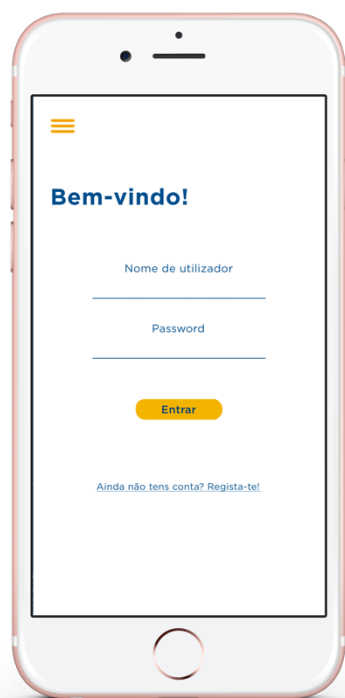 Bem-vindo!
Nome de utilizador
Password
Entrar
Ainda não tens conta? Regista-te!